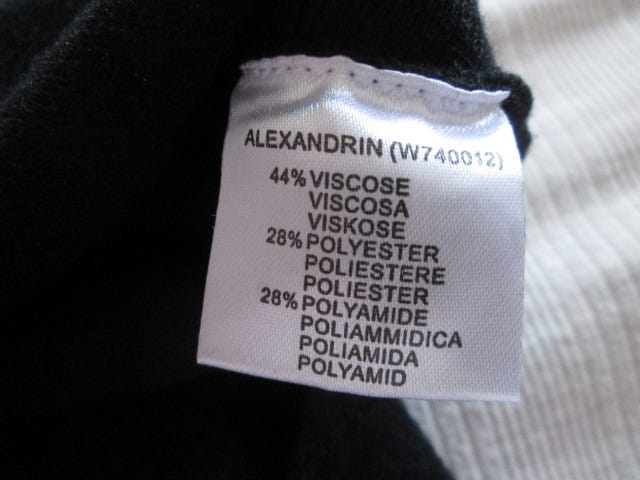 ALEXANDRIN (W740012)
44% VISCOSE
VISCOSA
VISKOSE
28% POLYESTER
POLIESTERE
POLIESTER
28% POLYAMIDE
POLIAMMIDICA
POLIAMIDA
POLYAMID